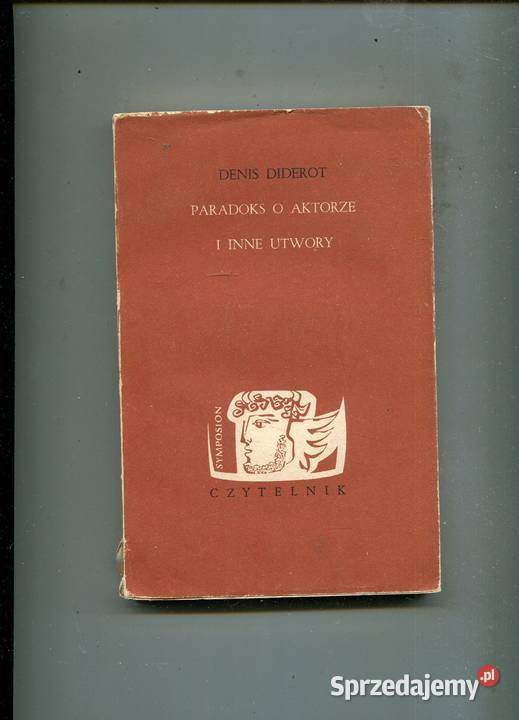 DENIS DIDEROT
PARADOKS O AKTORZE
I INNE UTWORY
SYMPOSION
CZYTELNIK
Sprzedajemy.pl